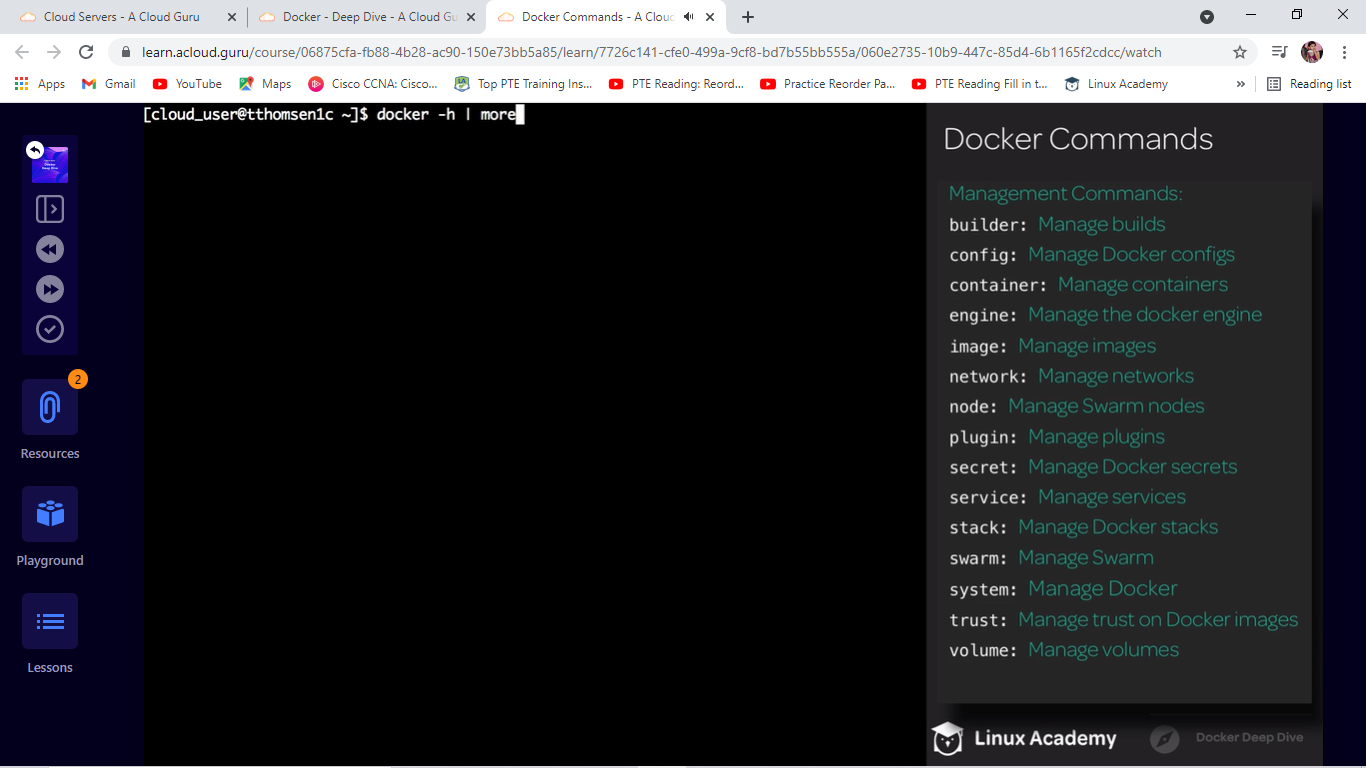 Cloud Servers - A Cloud Guru
Docker - Deep Dive - A Cloud Gu
Docker Commands - A Cloud
learn.acloud.guru/course/06875cfa-fb88-4b28-ac90-150e73bb5a85/learn/7726c141-cfe0-499a-9cf8-bd7b55bb555a/060e2735-10b9-447c-85d4-6b1165f2cdcc/watch
Apps
Gmail
YouTube
Maps
Cisco CCNA: Cisco...
Top PTE Training Ins...
PTE Reading: Reord...
Practice Reorder Pa...
PTE Reading Fill in t...
Linux Academy
»
Reading list
[cloud_user@tthomsen1c ~]$ docker -h | more
2
Resources
Playground
Lessons
Docker Commands
Management Commands:
builder: Manage builds
config: Manage Docker configs
container: Manage containers
engine: Manage the docker engine
image: Manage images
network: Manage networks
node: Manage Swarm nodes
plugin: Manage plugins
secret: Manage Docker secrets
service: Manage services
stack: Manage Docker stacks
swarm: Manage Swarm
system: Manage Docker
trust: Manage trust on Docker images
volume: Manage volumes
Linux Academy
Docker Deep Dive